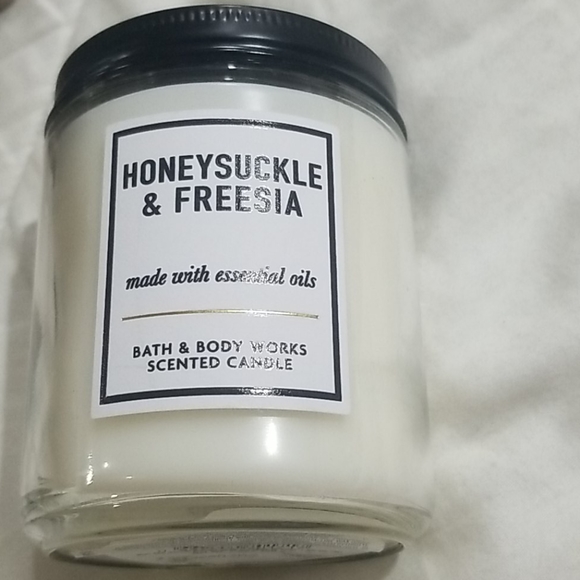 HONEYSUCKLE
& FREESIA
made with essential oils
BATH & BODY WORKS
SCENTED CANDLE